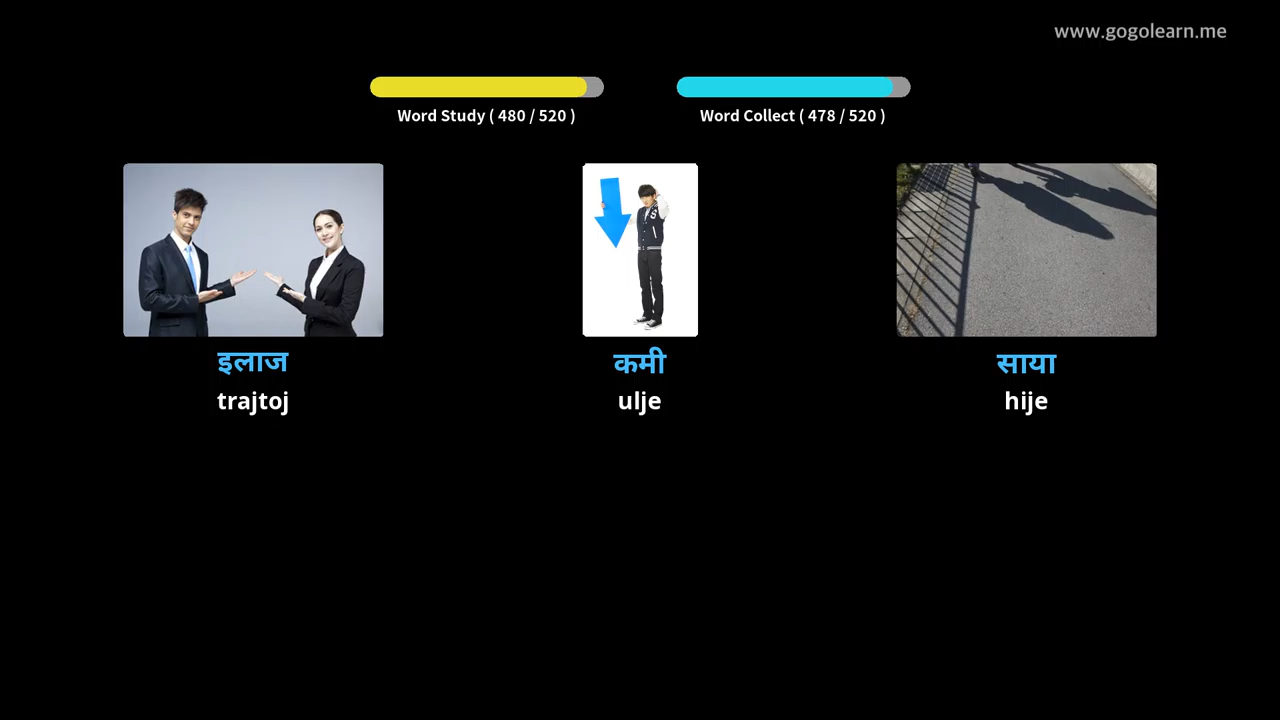 www.gogolearn.me
Word Study ( 480 / 520 )
Word Collect ( 478 / 520 )
इलाज
कमी
साया
trajtoj
ulje
hije
S